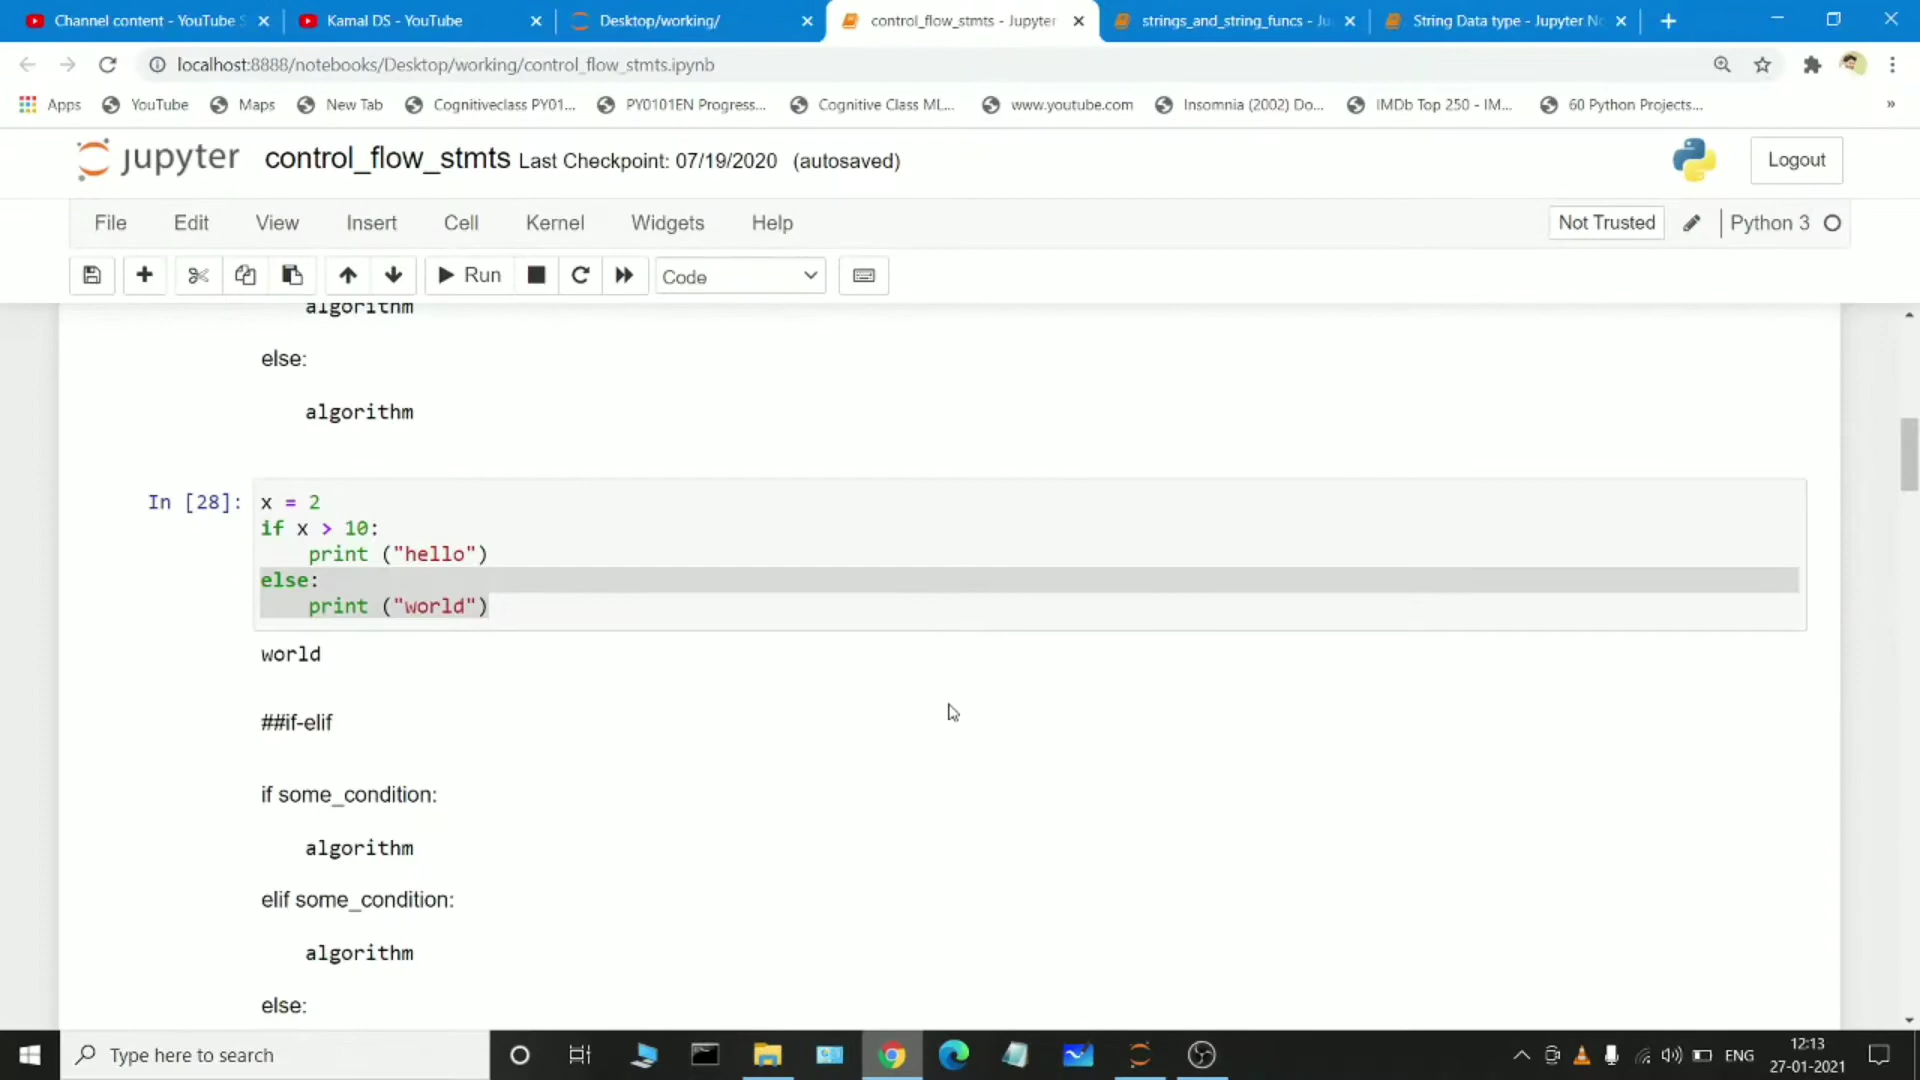 Channel content - YouTube S
Kamal DS - YouTube
Desktop/working/
control_flow_stmts - Jupyter
strings_and_string_funcs - Ju
String Data type - Jupyter No
localhost:8888/notebooks/Desktop/working/control_flow_stmts.ipynb
Apps YouTube Maps New Tab Cognitiveclass PY01... PY0101EN Progress... Cognitive Class ML... www.youtube.com Insomnia (2002) Do... IMDb Top 250 - IM... 60 Python Projects... »
jupyter control_flow_stmts Last Checkpoint: 07/19/2020 (autosaved) Logout
File Edit View Insert Cell Kernel Widgets Help Not Trusted Python 3
Run Code
algorithm
else:
algorithm
In [28]: x = 2
if x > 10:
print ("hello")
else:
print ("world")
world
##if-elif
if some_condition:
algorithm
elif some_condition:
algorithm
else:
Type here to search
ENG
12:13
27-01-2021